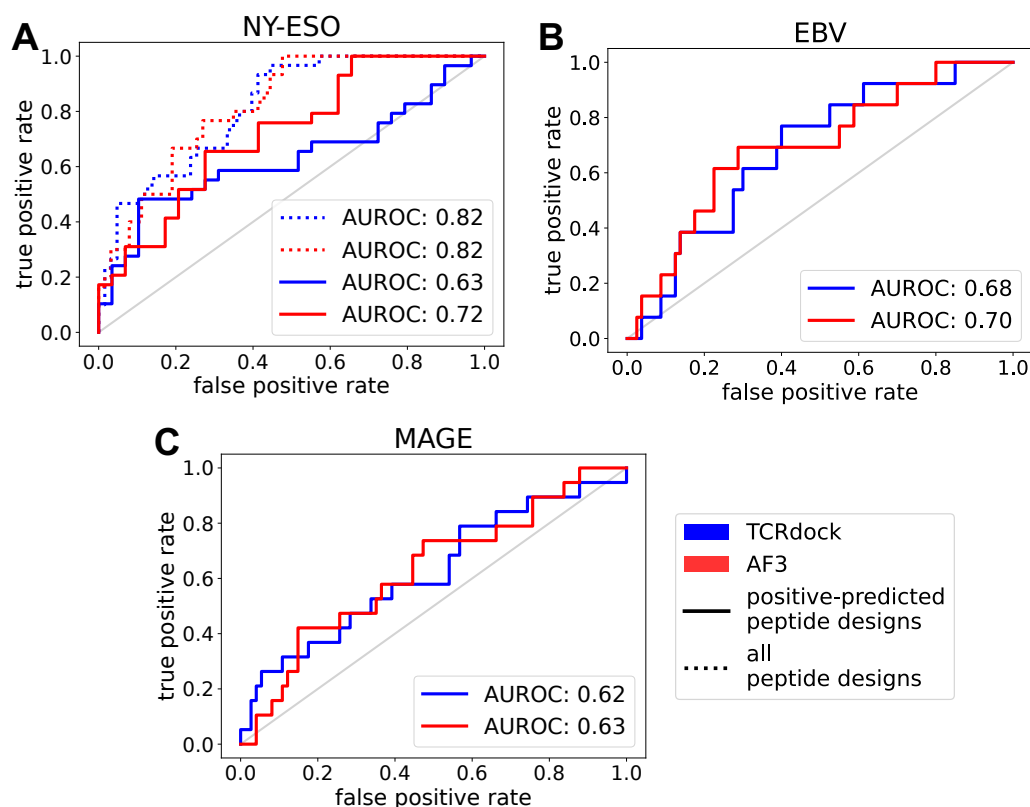 A
NY-ESO
1.0
0.8
0.6
0.4
0.2
0.0
true positive rate
AUROC: 0.82
AUROC: 0.82
AUROC: 0.63
AUROC: 0.72
0.0 0.2 0.4 0.6 0.8 1.0
false positive rate
B
EBV
1.0
0.8
0.6
0.4
0.2
0.0
true positive rate
AUROC: 0.68
AUROC: 0.70
0.0 0.2 0.4 0.6 0.8 1.0
false positive rate
C
MAGE
1.0
0.8
0.6
0.4
0.2
0.0
true positive rate
AUROC: 0.62
AUROC: 0.63
0.0 0.2 0.4 0.6 0.8 1.0
false positive rate
TCRdock
AF3
positive-predicted
peptide designs
all
peptide designs